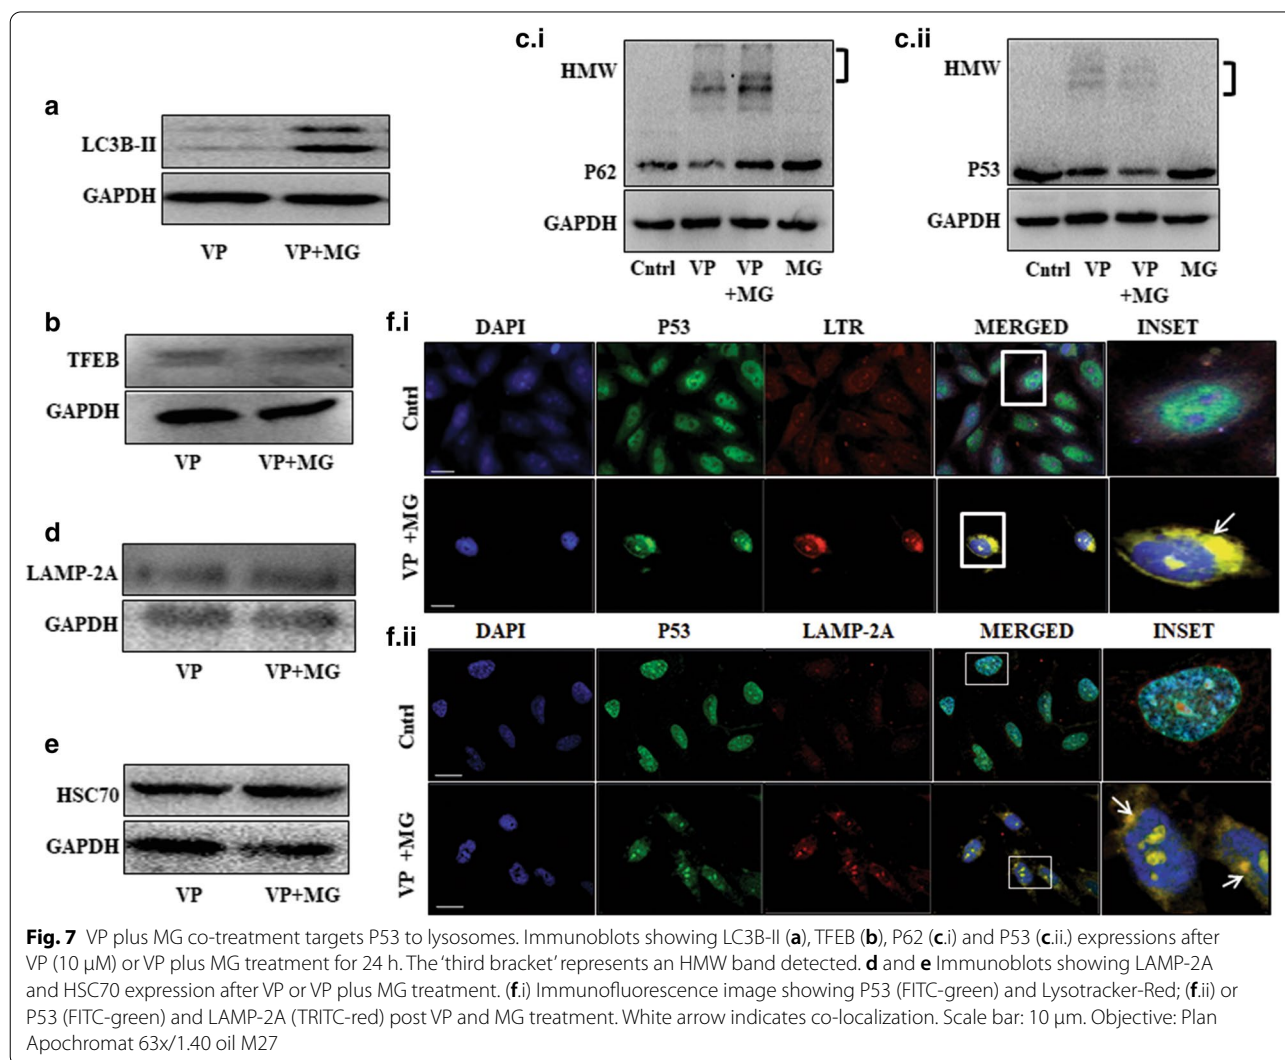 a
LC3B-II
GAPDH
VP VP+MG
b
TFEB
GAPDH
VP VP+MG
d
LAMP-2A
GAPDH
VP VP+MG
e
HSC70
GAPDH
VP VP+MG
c.i
HMW
P62
GAPDH
Cntrl VP VP MG
+MG
c.ii
HMW
P53
GAPDH
Cntrl VP VP MG
+MG
f.i
DAPI P53 LTR MERGED INSET
Cntrl
VP +MG
f.ii
DAPI P53 LAMP-2A MERGED INSET
Cntrl
VP +MG
Fig. 7 VP plus MG co-treatment targets P53 to lysosomes. Immunoblots showing LC3B-II (a), TFEB (b), P62 (c.i) and P53 (c.ii.) expressions after
VP (10 μM) or VP plus MG treatment for 24 h. The ‘third bracket’ represents an HMW band detected. d and e Immunoblots showing LAMP-2A
and HSC70 expression after VP or VP plus MG treatment. (f.i) Immunofluorescence image showing P53 (FITC-green) and Lysotracker-Red; (f.ii) or
P53 (FITC-green) and LAMP-2A (TRITC-red) post VP and MG treatment. White arrow indicates co-localization. Scale bar: 10 μm. Objective: Plan
Apochromat 63x/1.40 oil M27